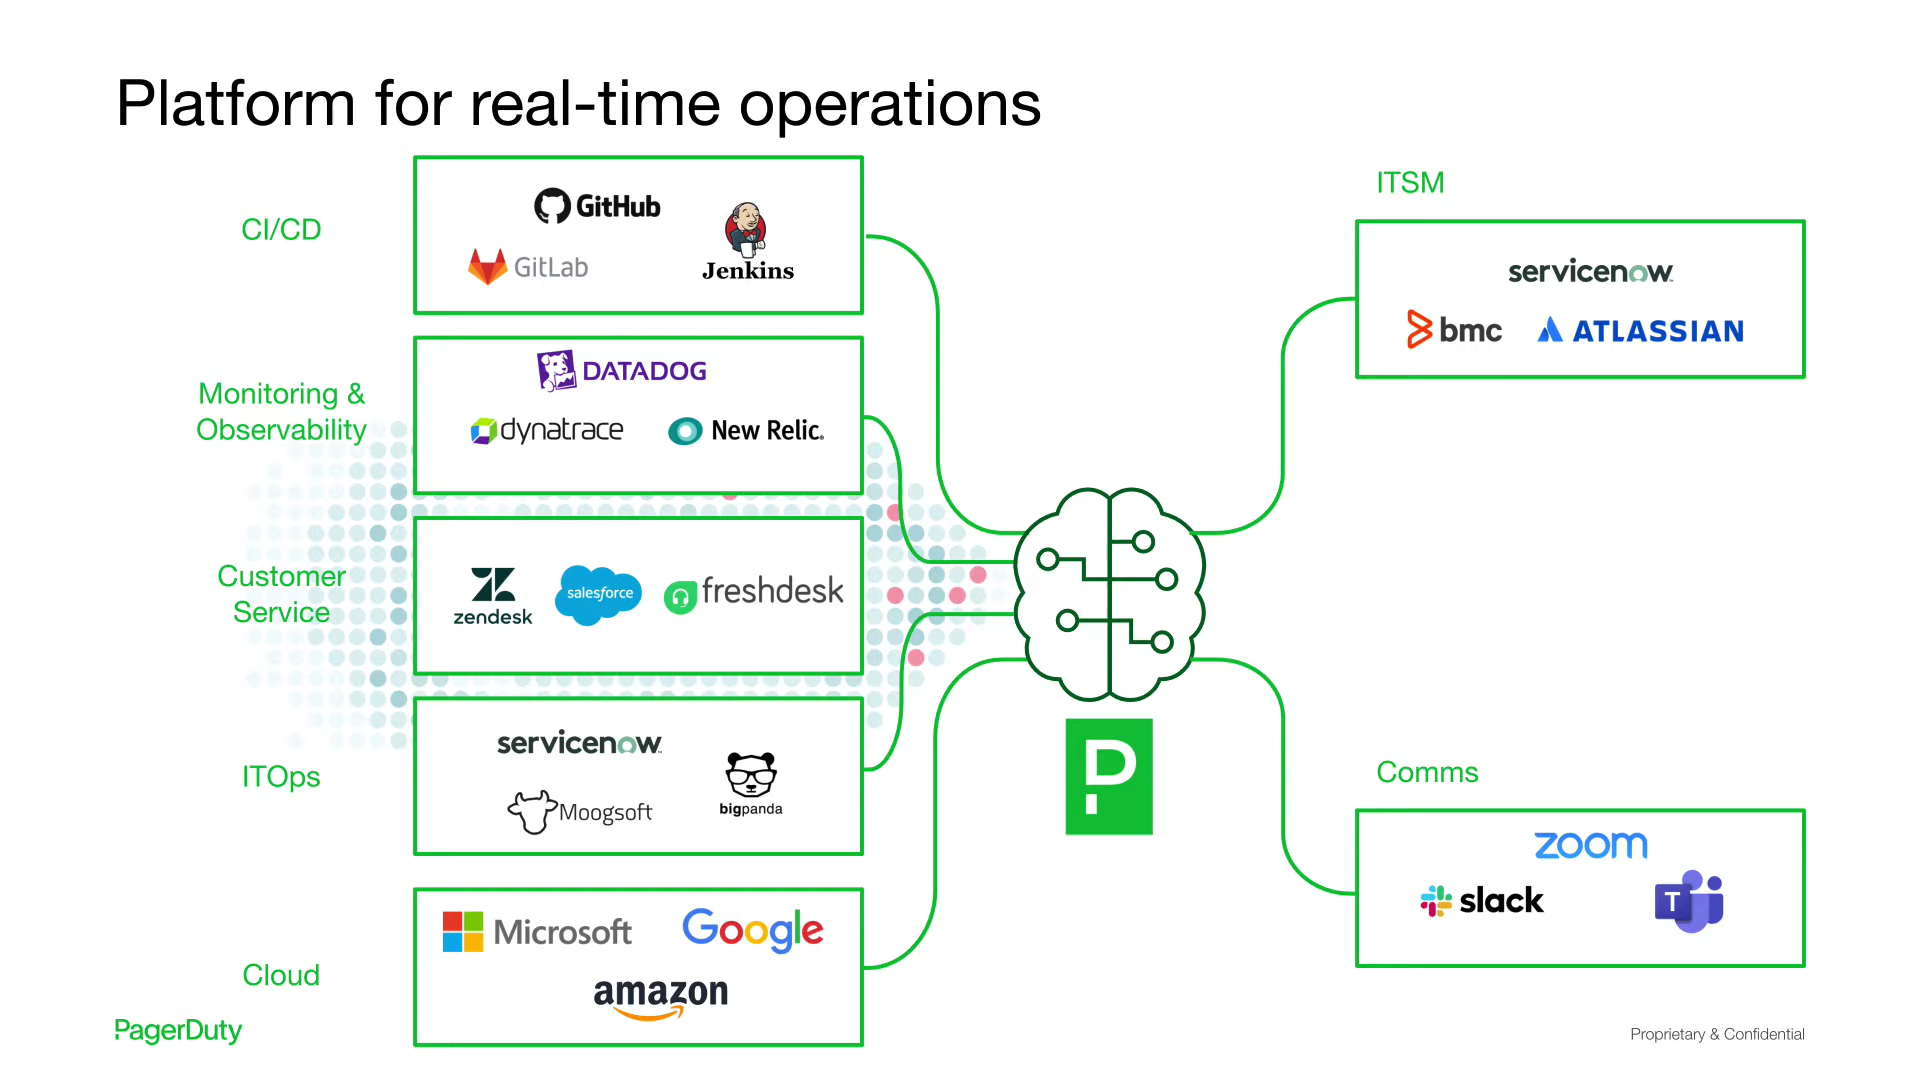 Platform for real-time operations
CI/CD
GitHub
GitLab
Jenkins
Monitoring &
Observability
DATADOG
dynatrace
New Relic.
Customer
Service
zendesk
salesforce
freshdesk
ITOps
servicenow
Moogsoft
bigpanda
Cloud
Microsoft
Google
amazon
P
ITSM
servicenow
bmc
ATLASSIAN
Comms
zoom
slack
T
PagerDuty
Proprietary & Confidential